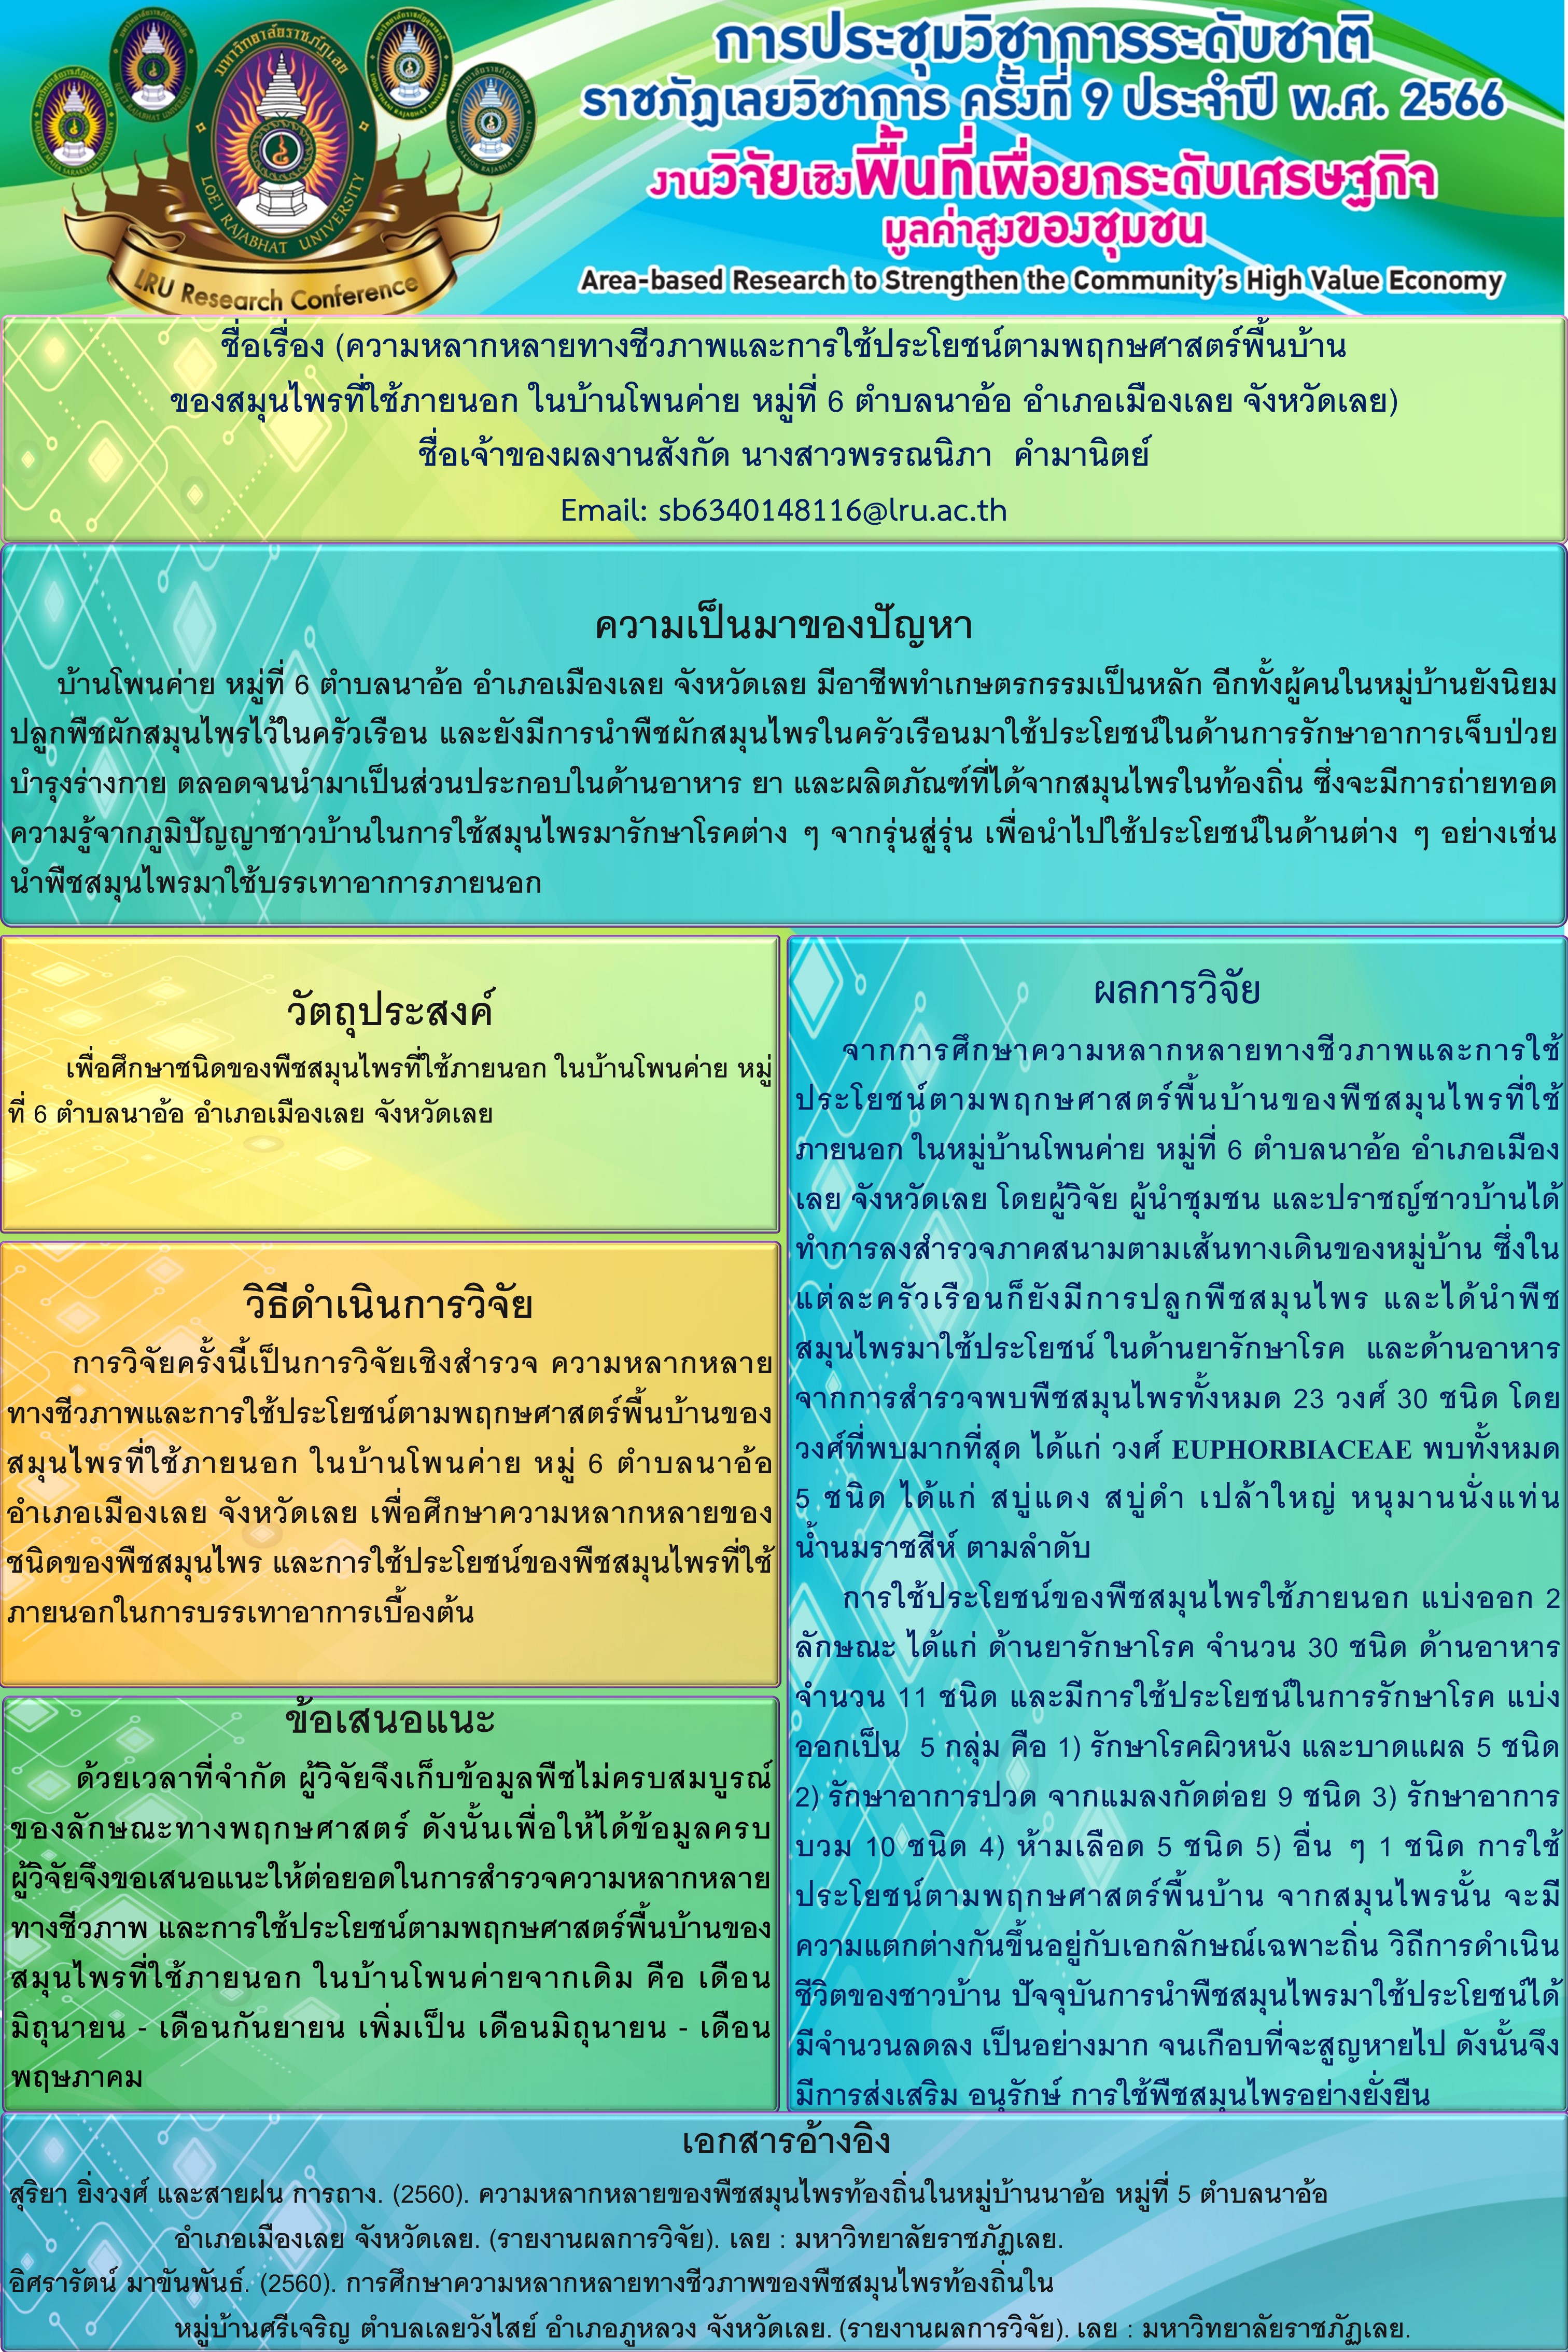 มหาวิทยาลัยราชภัฏเลย
LOEI RAJABHAT UNIVERSITY
LRU Research Conference
การประชุมวิชาการระดับชาติ
ราชภัฏเลยวิชาการ ครั้งที่ 9 ประจำปี พ.ศ. 2566
งานวิจัยเชิงพื้นที่เพื่อยกระดับเศรษฐกิจ
มูลค่าสูงของชุมชน
Area-based Research to Strengthen the Community's High Value Economy
ชื่อเรื่อง (ความหลากหลายทางชีวภาพและการใช้ประโยชน์ตามพฤกษศาสตร์พื้นบ้าน
ของสมุนไพรที่ใช้ภายนอก ในบ้านโพนค่าย หมู่ที่ 6 ตำบลนาอ้อ อำเภอเมืองเลย จังหวัดเลย)
ชื่อเจ้าของผลงานสังกัด นางสาวพรรณนิภา คำมานิตย์
Email: sb6340148116@lru.ac.th
ความเป็นมาของปัญหา
บ้านโพนค่าย หมู่ที่ 6 ตำบลนาอ้อ อำเภอเมืองเลย จังหวัดเลย มีอาชีพทำเกษตรกรรมเป็นหลัก อีกทั้งผู้คนในหมู่บ้านยังนิยม
ปลูกพืชผักสมุนไพรไว้ในครัวเรือน และยังมีการนำพืชผักสมุนไพรในครัวเรือนมาใช้ประโยชน์ในด้านการรักษาอาการเจ็บป่วย
บำรุงร่างกาย ตลอดจนนำมาเป็นส่วนประกอบในด้านอาหาร ยา และผลิตภัณฑ์ที่ได้จากสมุนไพรในท้องถิ่น ซึ่งจะมีการถ่ายทอด
ความรู้จากภูมิปัญญาชาวบ้านในการใช้สมุนไพรมารักษาโรคต่าง ๆ จากรุ่นสู่รุ่น เพื่อนำไปใช้ประโยชน์ในด้านต่าง ๆ อย่างเช่น
นำพืชสมุนไพรมาใช้บรรเทาอาการภายนอก
วัตถุประสงค์
เพื่อศึกษาชนิดของพืชสมุนไพรที่ใช้ภายนอก ในบ้านโพนค่าย หมู่
ที่ 6 ตำบลนาอ้อ อำเภอเมืองเลย จังหวัดเลย
วิธีดำเนินการวิจัย
การวิจัยครั้งนี้เป็นการวิจัยเชิงสำรวจ ความหลากหลาย
ทางชีวภาพและการใช้ประโยชน์ตามพฤกษศาสตร์พื้นบ้านของ
สมุนไพรที่ใช้ภายนอก ในบ้านโพนค่าย หมู่ 6 ตำบลนาอ้อ
อำเภอเมืองเลย จังหวัดเลย เพื่อศึกษาความหลากหลายของ
ชนิดของพืชสมุนไพร และการใช้ประโยชน์ของพืชสมุนไพรที่ใช้
ภายนอกในการบรรเทาอาการเบื้องต้น
ข้อเสนอแนะ
ด้วยเวลาที่จำกัด ผู้วิจัยจึงเก็บข้อมูลพืชไม่ครบสมบูรณ์
ของลักษณะทางพฤกษศาสตร์ ดังนั้นเพื่อให้ได้ข้อมูลครบ
ผู้วิจัยจึงขอเสนอแนะให้ต่อยอดในการสำรวจความหลากหลาย
ทางชีวภาพ และการใช้ประโยชน์ตามพฤกษศาสตร์พื้นบ้านของ
สมุนไพรที่ใช้ภายนอก ในบ้านโพนค่ายจากเดิม คือ เดือน
มิถุนายน - เดือนกันยายน เพิ่มเป็น เดือนมิถุนายน - เดือน
พฤษภาคม
ผลการวิจัย
จากการศึกษาความหลากหลายทางชีวภาพและการใช้
ประโยชน์ตามพฤกษศาสตร์พื้นบ้านของพืชสมุนไพรที่ใช้
ภายนอก ในหมู่บ้านโพนค่าย หมู่ที่ 6 ตำบลนาอ้อ อำเภอเมือง
เลย จังหวัดเลย โดยผู้วิจัย ผู้นำชุมชน และปราชญ์ชาวบ้านได้
ทำการลงสำรวจภาคสนามตามเส้นทางเดินของหมู่บ้าน ซึ่งใน
แต่ละครัวเรือนก็ยังมีการปลูกพืชสมุนไพร และได้นำพืช
สมุนไพรมาใช้ประโยชน์ ในด้านยารักษาโรค และด้านอาหาร
จากการสำรวจพบพืชสมุนไพรทั้งหมด 23 วงศ์ 30 ชนิด โดย
วงศ์ที่พบมากที่สุด ได้แก่ วงศ์ EUPHORBIACEAE พบทั้งหมด
5 ชนิด ได้แก่ สบู่แดง สบู่ดำ เปล้าใหญ่ หนุมานนั่งแท่น
น้ำนมราชสีห์ ตามลำดับ
การใช้ประโยชน์ของพืชสมุนไพรใช้ภายนอก แบ่งออก 2
ลักษณะ ได้แก่ ด้านยารักษาโรค จำนวน 30 ชนิด ด้านอาหาร
จำนวน 11 ชนิด และมีการใช้ประโยชน์ในการรักษาโรค แบ่ง
ออกเป็น 5 กลุ่ม คือ 1) รักษาโรคผิวหนัง และบาดแผล 5 ชนิด
2) รักษาอาการปวด จากแมลงกัดต่อย 9 ชนิด 3) รักษาอาการ
บวม 10 ชนิด 4) ห้ามเลือด 5 ชนิด 5) อื่น ๆ 1 ชนิด การใช้
ประโยชน์ตามพฤกษศาสตร์พื้นบ้าน จากสมุนไพรนั้น จะมี
ความแตกต่างกันขึ้นอยู่กับเอกลักษณ์เฉพาะถิ่น วิถีการดำเนิน
ชีวิตของชาวบ้าน ปัจจุบันการนำพืชสมุนไพรมาใช้ประโยชน์ได้
มีจำนวนลดลง เป็นอย่างมาก จนเกือบที่จะสูญหายไป ดังนั้นจึง
มีการส่งเสริม อนุรักษ์ การใช้พืชสมุนไพรอย่างยั่งยืน
เอกสารอ้างอิง
สุริยา ยิ่งวงศ์ และสายฝน การถาง. (2560). ความหลากหลายของพืชสมุนไพรท้องถิ่นในหมู่บ้านนาอ้อ หมู่ที่ 5 ตำบลนาอ้อ
อำเภอเมืองเลย จังหวัดเลย. (รายงานผลการวิจัย). เลย : มหาวิทยาลัยราชภัฏเลย.
อิศรารัตน์ มาขันพันธ์. (2560). การศึกษาความหลากหลายทางชีวภาพของพืชสมุนไพรท้องถิ่นใน
หมู่บ้านศรีเจริญ ตำบลเลยวังไสย์ อำเภอภูหลวง จังหวัดเลย. (รายงานผลการวิจัย). เลย : มหาวิทยาลัยราชภัฏเลย.